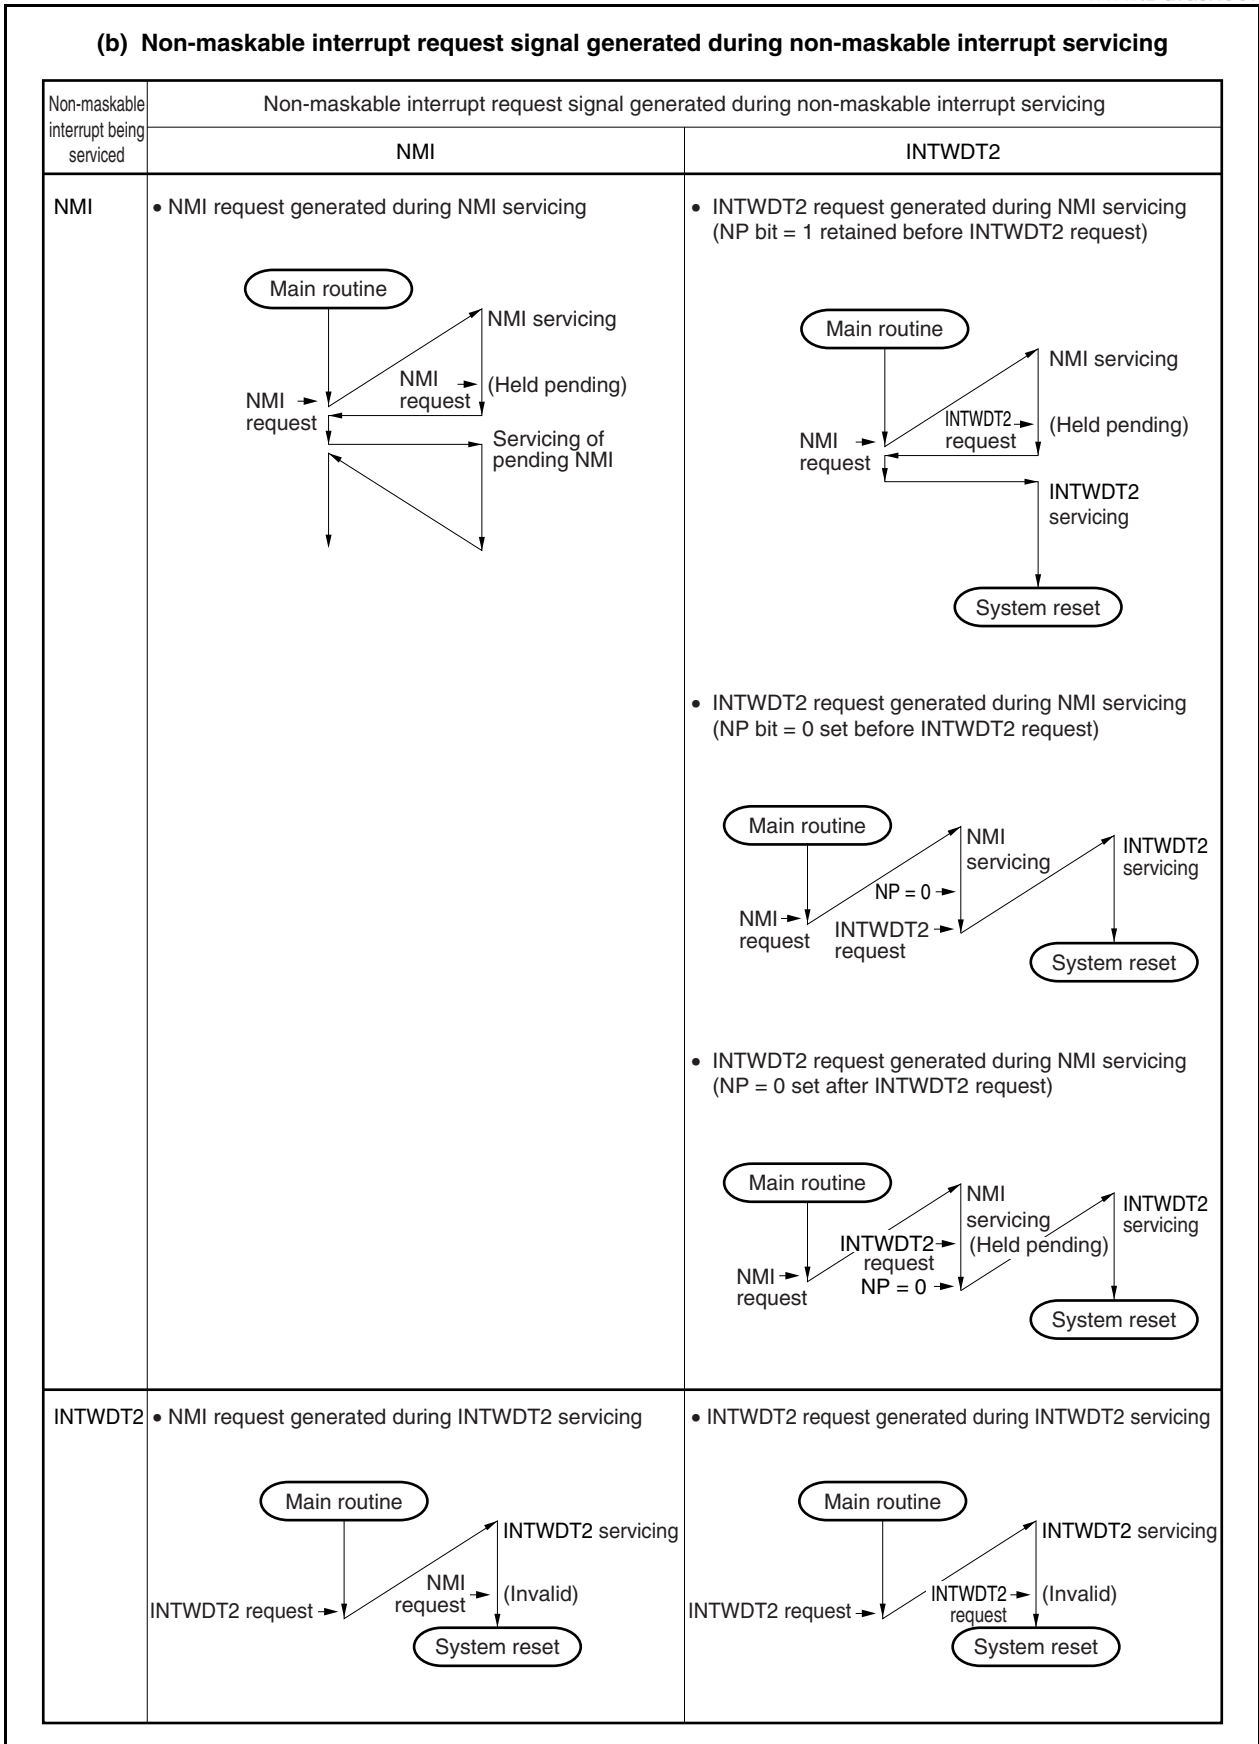 (b) Non-maskable interrupt request signal generated during non-maskable interrupt servicing
Non-maskable
interrupt being
serviced
Non-maskable interrupt request signal generated during non-maskable interrupt servicing
NMI
INTWDT2
NMI
• NMI request generated during NMI servicing
Main routine
NMI servicing
NMI
request
(Held pending)
NMI
request
Servicing of
pending NMI
• INTWDT2 request generated during NMI servicing
(NP bit = 1 retained before INTWDT2 request)
Main routine
NMI servicing
INTWDT2
request
(Held pending)
NMI
request
INTWDT2
servicing
System reset
• INTWDT2 request generated during NMI servicing
(NP bit = 0 set before INTWDT2 request)
Main routine
NMI
servicing
INTWDT2
servicing
NP = 0
NMI
request
INTWDT2
request
System reset
• INTWDT2 request generated during NMI servicing
(NP = 0 set after INTWDT2 request)
Main routine
NMI
servicing
(Held pending)
INTWDT2
servicing
INTWDT2
request
NMI
request
NP = 0
System reset
INTWDT2
• NMI request generated during INTWDT2 servicing
Main routine
INTWDT2 servicing
NMI
request
(Invalid)
INTWDT2 request
System reset
• INTWDT2 request generated during INTWDT2 servicing
Main routine
INTWDT2 servicing
INTWDT2
request
(Invalid)
INTWDT2 request
System reset